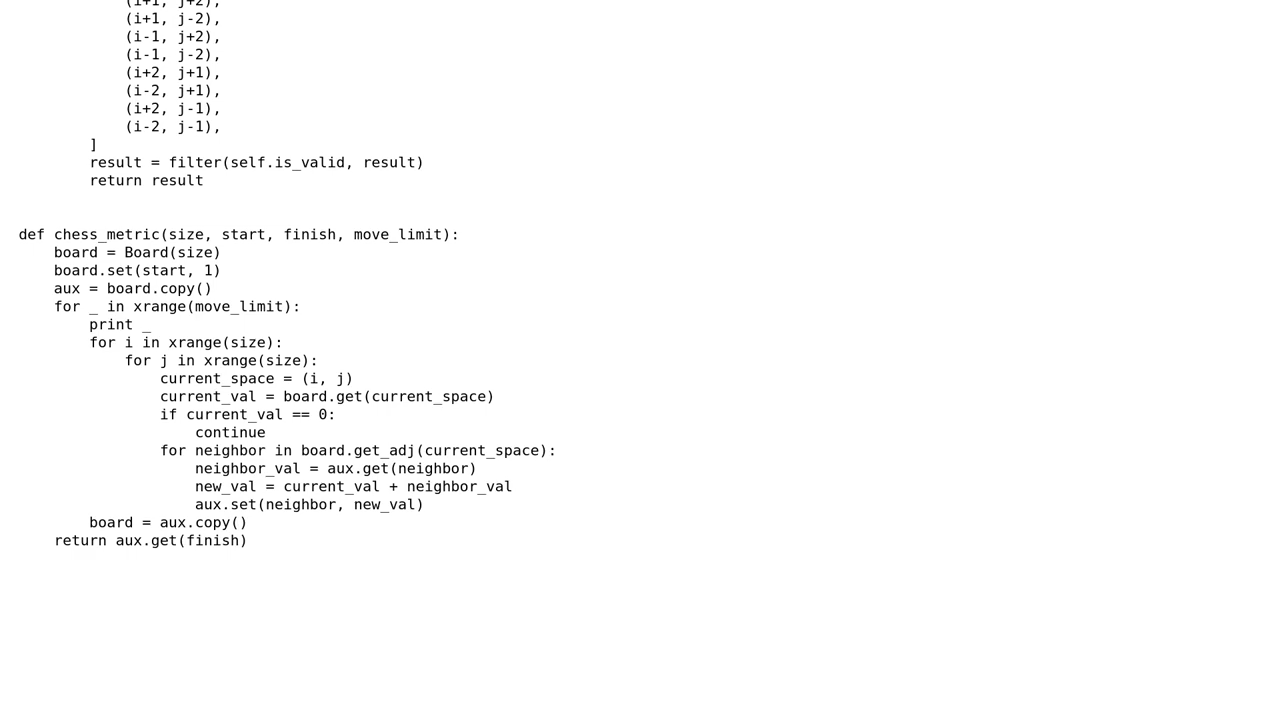 (i+1, j+2),
(i+1, j-2),
(i-1, j+2),
(i-1, j-2),
(i+2, j+1),
(i-2, j+1),
(i+2, j-1),
(i-2, j-1),
]
result = filter(self.is_valid, result)
return result
def chess_metric(size, start, finish, move_limit):
board = Board(size)
board.set(start, 1)
aux = board.copy()
for _ in xrange(move_limit):
print _
for i in xrange(size):
for j in xrange(size):
current_space = (i, j)
current_val = board.get(current_space)
if current_val == 0:
continue
for neighbor in board.get_adj(current_space):
neighbor_val = aux.get(neighbor)
new_val = current_val + neighbor_val
aux.set(neighbor, new_val)
board = aux.copy()
return aux.get(finish)